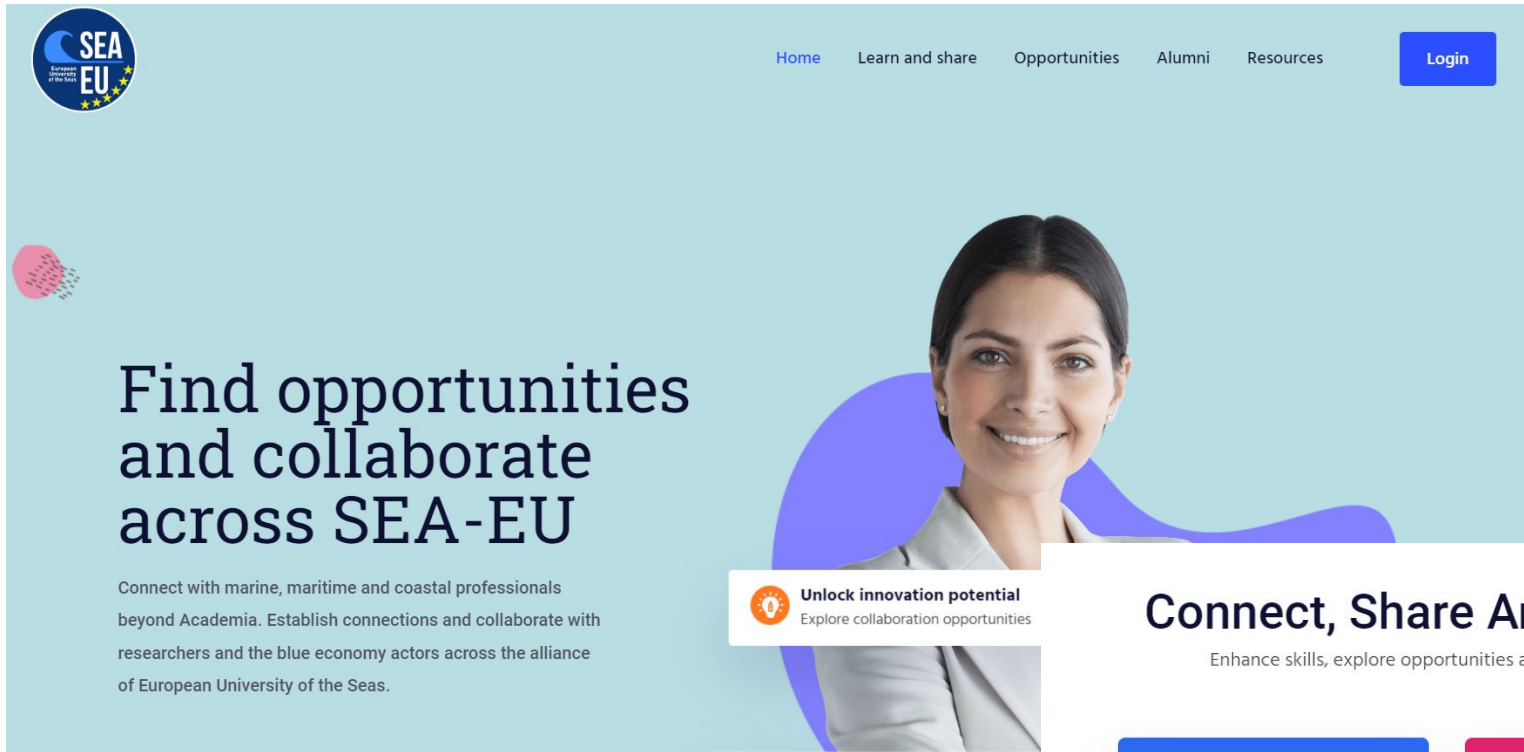 SEA
European
University
of the Seas
EU
Home
Learn and share
Opportunities
Alumni
Resources
Login
Find opportunities
and collaborate
across SEA-EU
Connect with marine, maritime and coastal professionals
beyond Academia. Establish connections and collaborate with
researchers and the blue economy actors across the alliance
of European University of the Seas.
Unlock innovation potential
Explore collaboration opportunities
Connect, Share
Enhance skills, explore opportunities